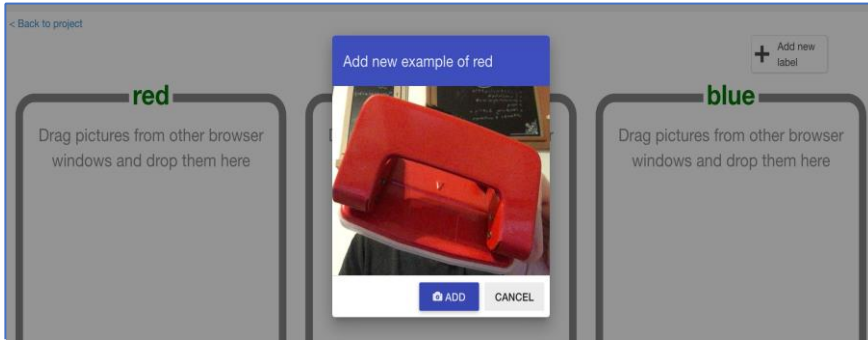 < Back to project
Add new example of red
Add new
label
red
blue
Drag pictures from other browser
windows and drop them here
Drag pictures from other browser
windows and drop them here
ADD
CANCEL